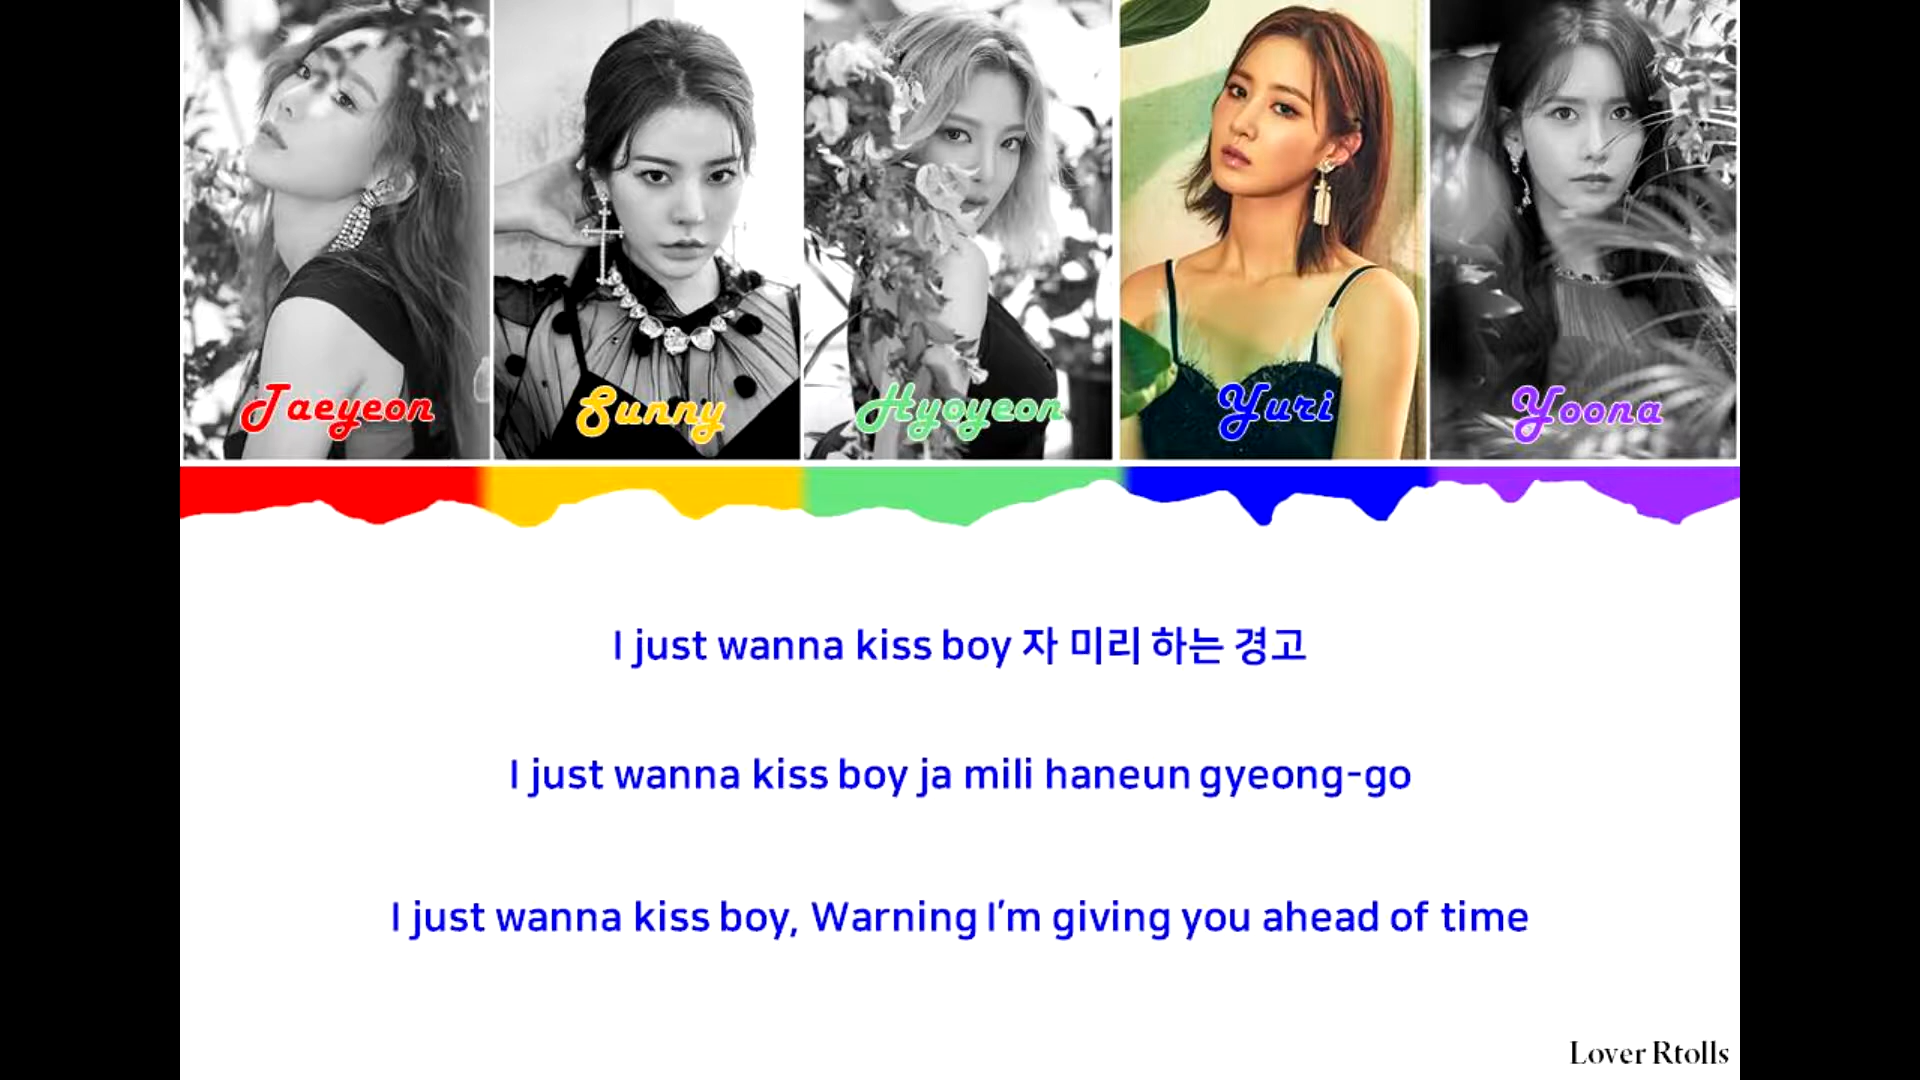 Taeyeon
Sunny
Hyoyeon
Yuri
Yoona
I just wanna kiss boy 자 미리 하는 경고
I just wanna kiss boy ja mili haneun gyeong-go
I just wanna kiss boy, Warning I'm giving you ahead of time
Lover Rtolls